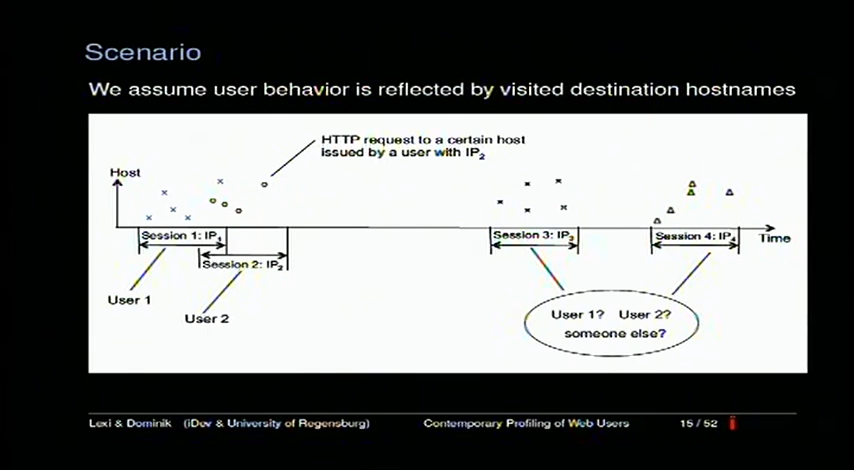 Scenario
We assume user behavior is reflected by visited destination hostnames
HTTP request to a certain host
issued by a user with IP2
Host
Session 1: IP1
Session 3: IP3
Session 4: IP4
Time
Session 2: IP2
User 1
User 2
User 1? User 2?
someone else?
Lexi & Dominik (iDev & University of Regensburg) Contemporary Profiling of Web Users 15 / 52